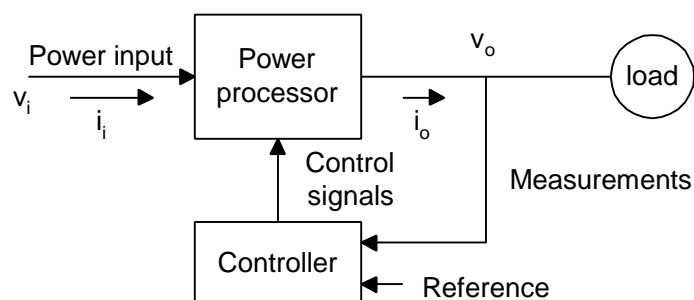 Power input
v_i
i_i
Power
processor
v_o
i_o
load
Control
signals
Measurements
Controller
Reference